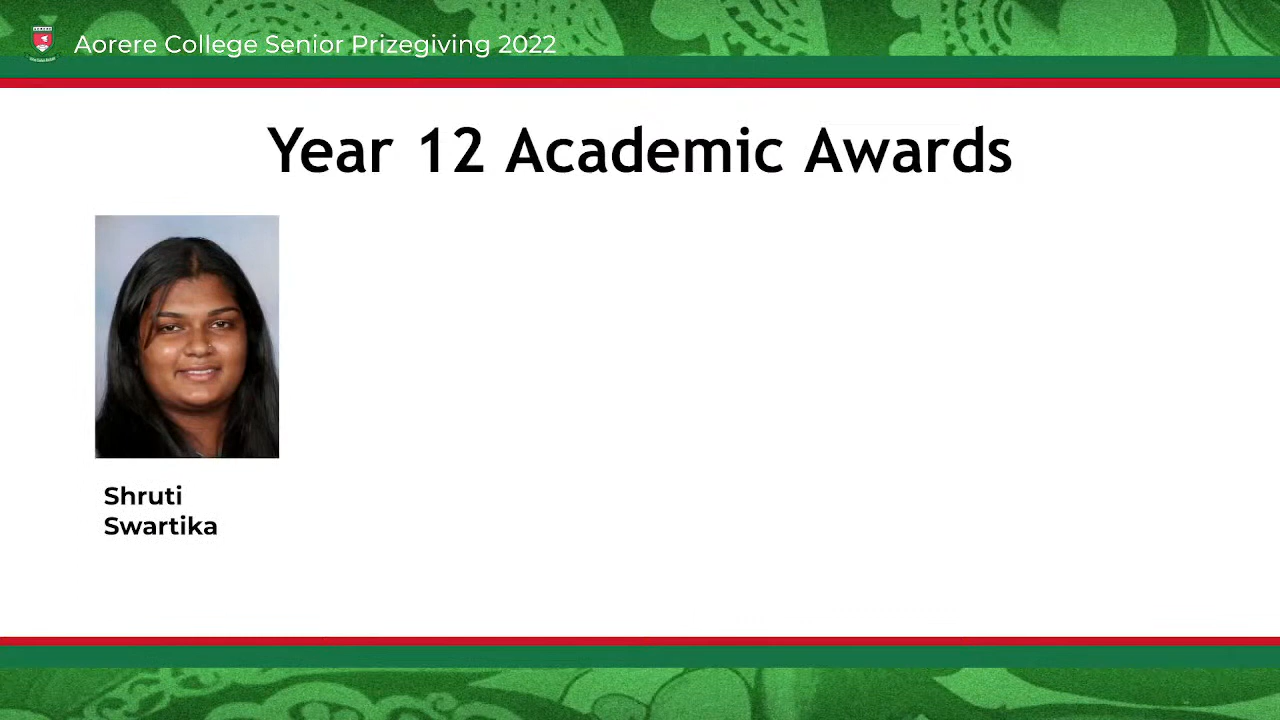 Aorere College Senior Prizegiving 2022
Year 12 Academic Awards
Shruti
Swartika